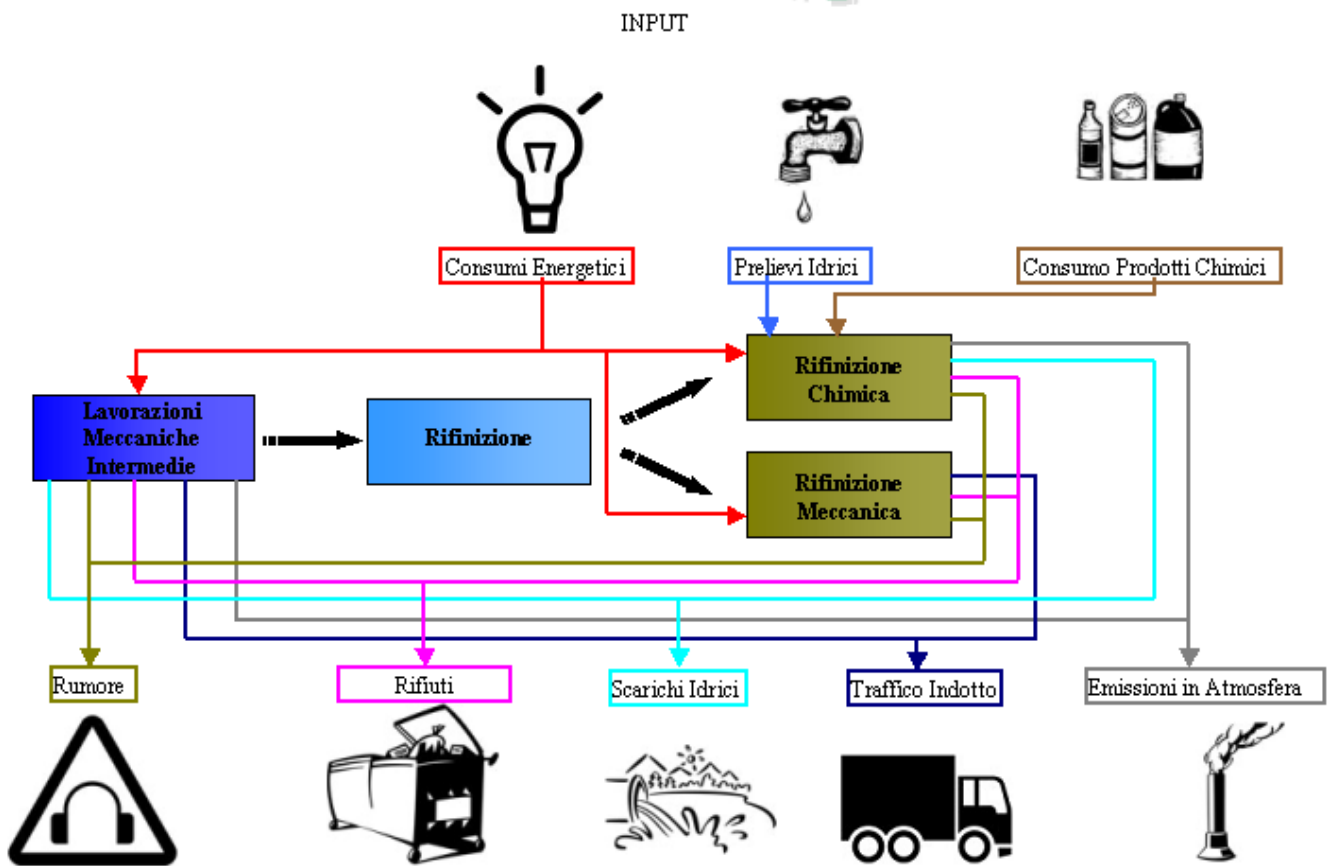 INPUT
Consumi Energetici
Prelievi Idrici
Consumo Prodotti Chimici
Lavorazioni
Meccaniche
Intermedie
Rifinizione
Rifinizione
Chimica
Rifinizione
Meccanica
Rumore
Rifiuti
Scarichi Idrici
Traffico Indotto
Emissioni in Atmosfera